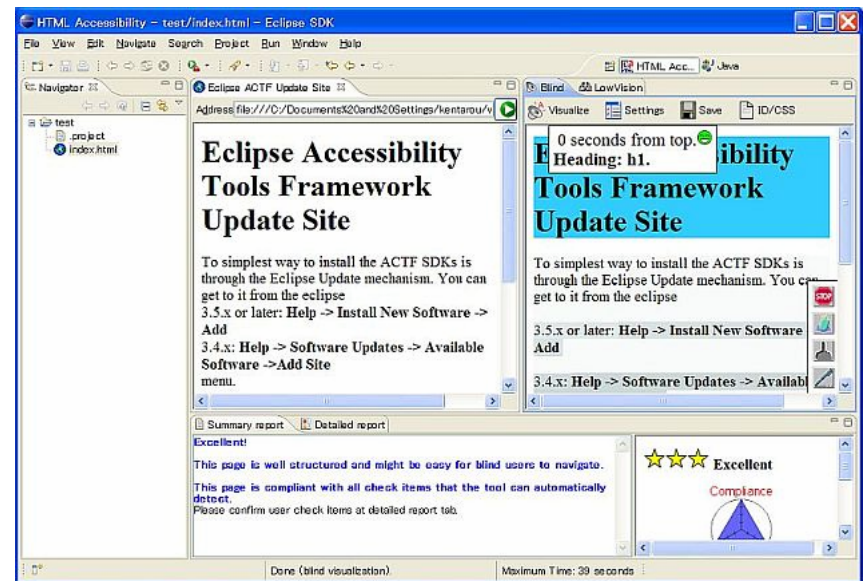 HTML Accessibility - test/index.html - Eclipse SDK
File View Edit Navigate Search Project Run Window Help
HTML Acc... Java
Navigator
test
.project
index.html
Eclipse ACTF Update Site
Address file:///C:/Documents%20and%20Settings/kentarou/v
Eclipse Accessibility
Tools Framework
Update Site
To simplest way to install the ACTF SDKs is
through the Eclipse Update mechanism. You can
get to it from the eclipse
3.5.x or later: Help -> Install New Software ->
Add
3.4.x: Help -> Software Updates -> Available
Software ->Add Site
menu.
Blind LowVision
Visualize Settings Save ID/CSS
0 seconds from top.
Heading: h1.
E ibility
Tools Framework
Update Site
To simplest way to install the ACTF SDKs is
through the Eclipse Update mechanism. You can
get to it from the eclipse
STOP
3.5.x or later: Help -> Install New Software
Add
3.4.x: Help -> Software Updates -> Availabl
Summary report Detailed report
Excellent!
This page is well structured and might be easy for blind users to navigate.
This page is compliant with all check items that the tool can automatically
detect.
Please confirm user check items at detailed report tab.
Excellent
Compliance
Done (blind visualization).
Maximum Time: 39 seconds